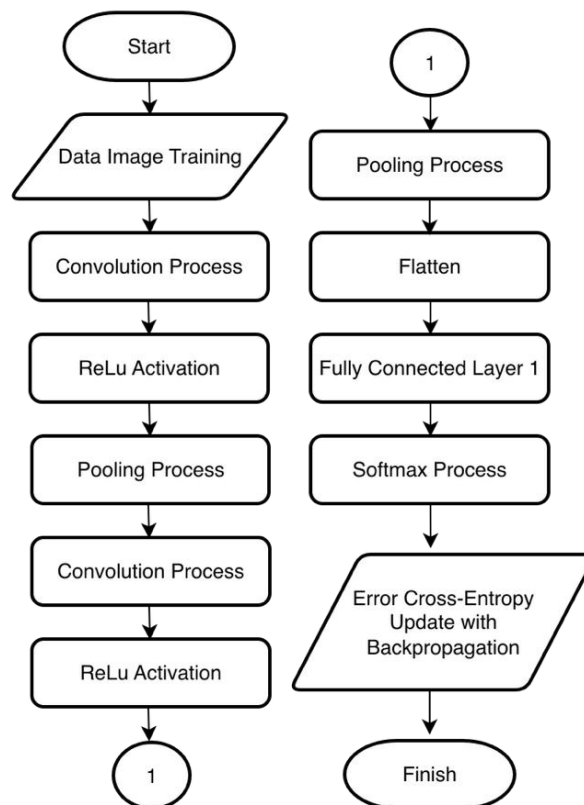 Start
Data Image Training
Convolution Process
ReLu Activation
Pooling Process
Convolution Process
ReLu Activation
1
1
Pooling Process
Flatten
Fully Connected Layer 1
Softmax Process
Error Cross-Entropy
Update with
Backpropagation
Finish